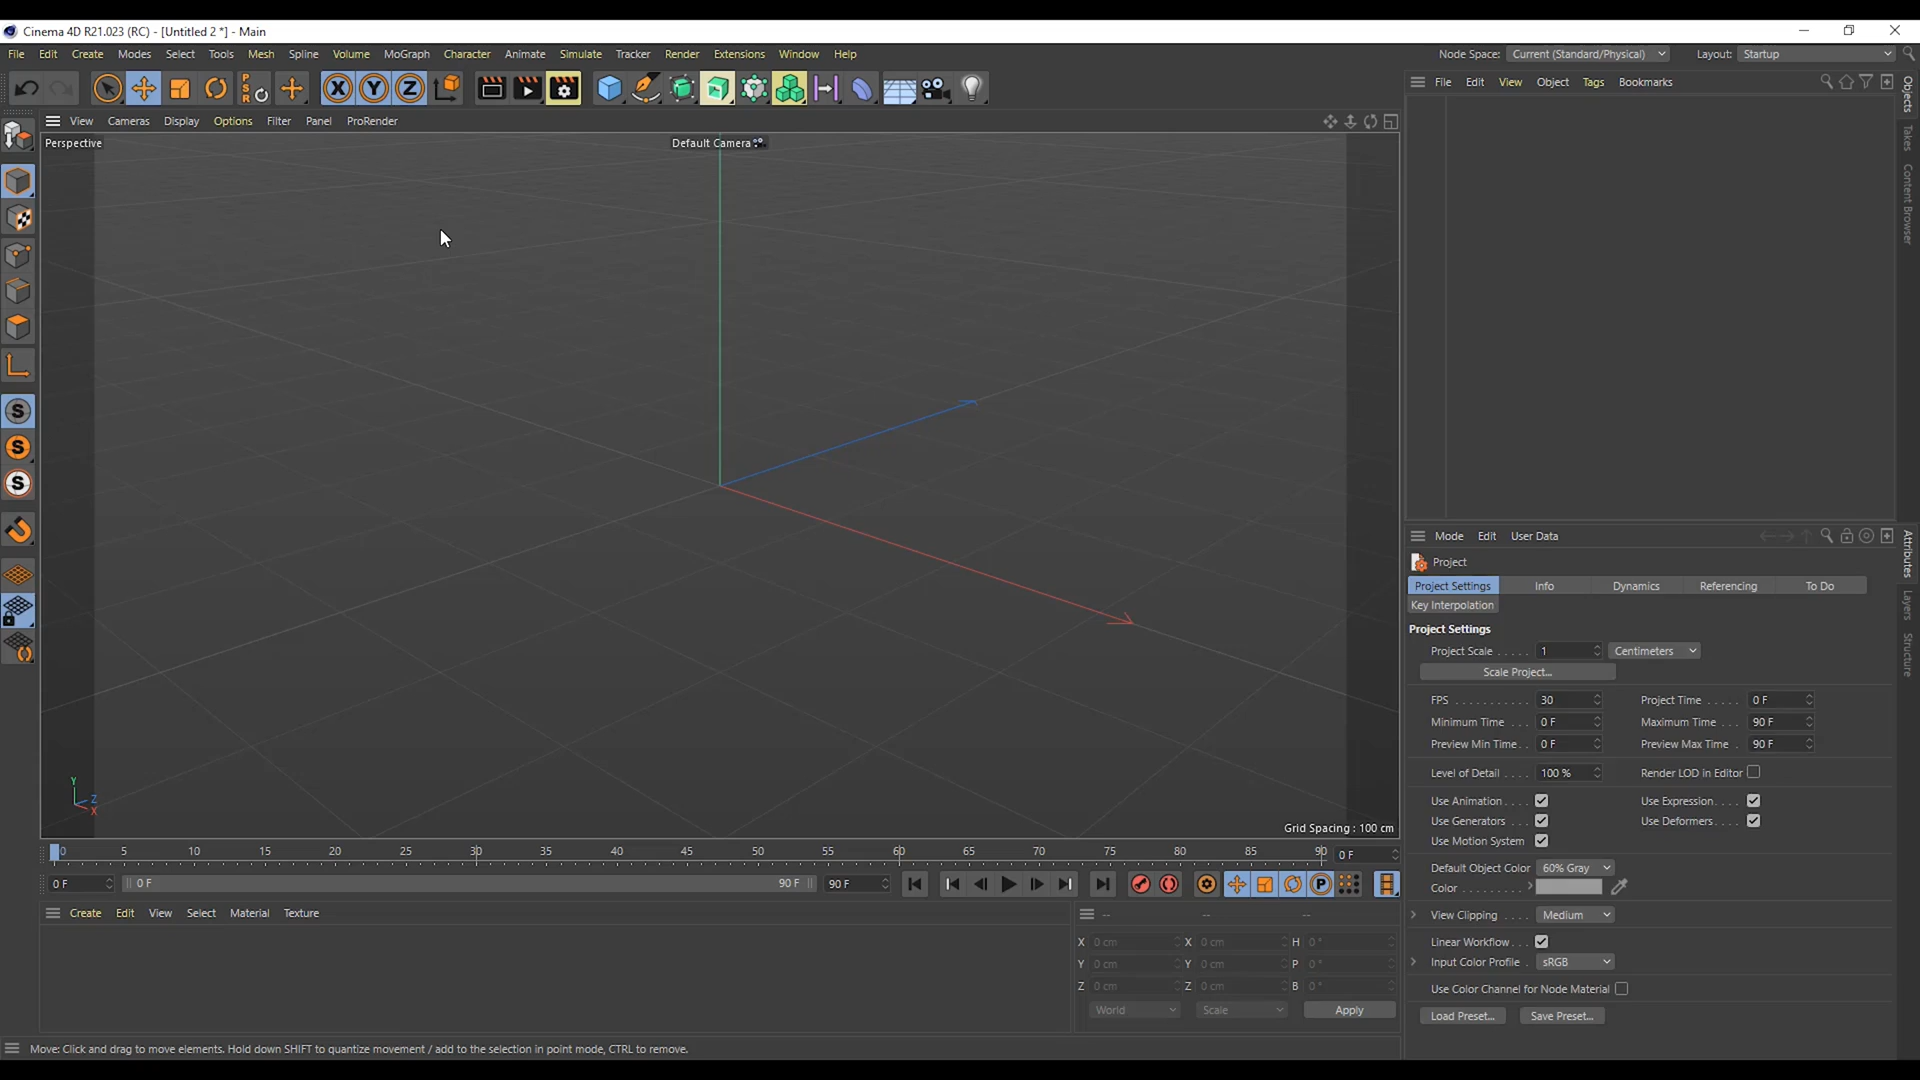 Cinema 4D R21.023 (RC) - [Untitled 2 *] - Main
File Edit Create Modes Select Tools Mesh Spline Volume MoGraph Character Animate Simulate Tracker Render Extensions Window Help Node Space: Current (Standard/Physical) Layout: Startup
PSR X Y Z File Edit View Object Tags Bookmarks
View Cameras Display Options Filter Panel ProRender
Perspective Default Camera
Objects
Takes
Content Browser
S
S
S
Mode Edit User Data
Attributes
Layers
Structure
Project
Project Settings Info Dynamics Referencing To Do
Key Interpolation
Project Settings
Project Scale . . . . . 1 Centimeters
Scale Project...
FPS . . . . . . . . . . . 30 Project Time . . . . . 0 F
Minimum Time . . . 0 F Maximum Time . . . 90 F
Preview Min Time . . 0 F Preview Max Time . 90 F
Level of Detail . . . . 100 % Render LOD in Editor
Use Animation . . . . Use Expression . . . .
Use Generators . . . Use Deformers . . . .
Use Motion System
Default Object Color 60% Gray
Color . . . . . . . . .
View Clipping . . . . Medium
Linear Workflow . . .
Input Color Profile . sRGB
Use Color Channel for Node Material
Load Preset... Save Preset...
Y
Z
X
Grid Spacing : 100 cm
0 5 10 15 20 25 30 35 40 45 50 55 60 65 70 75 80 85 90 0 F
0 F 0 F 90 F 90 F P
Create Edit View Select Material Texture -- -- --
X 0 cm X 0 cm H 0 °
Y 0 cm Y 0 cm P 0 °
Z 0 cm Z 0 cm B 0 °
World Scale Apply
Move: Click and drag to move elements. Hold down SHIFT to quantize movement / add to the selection in point mode, CTRL to remove.